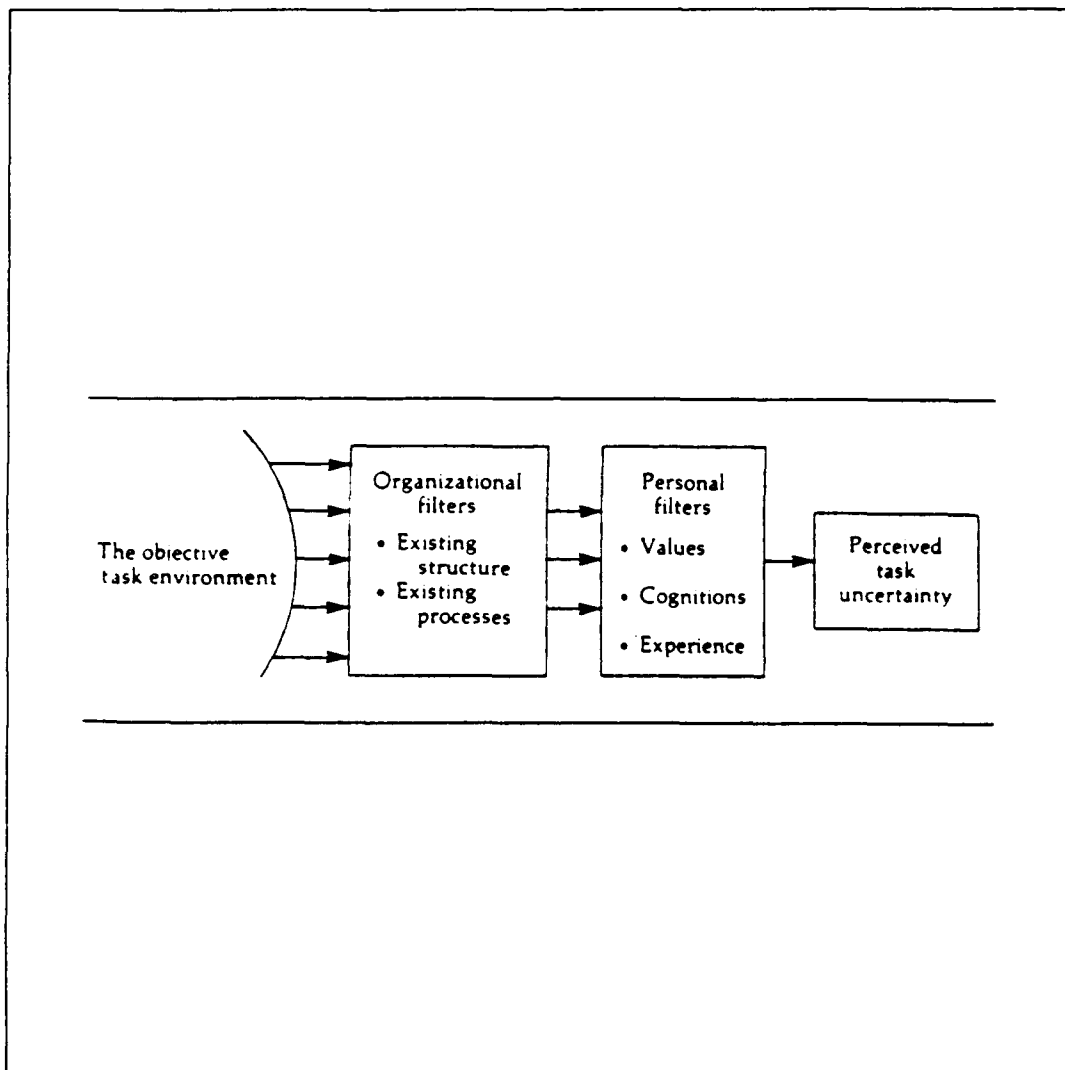 The objective
task environment
Organizational
filters
• Existing
structure
• Existing
processes
Personal
filters
• Values
• Cognitions
• Experience
Perceived
task
uncertainty